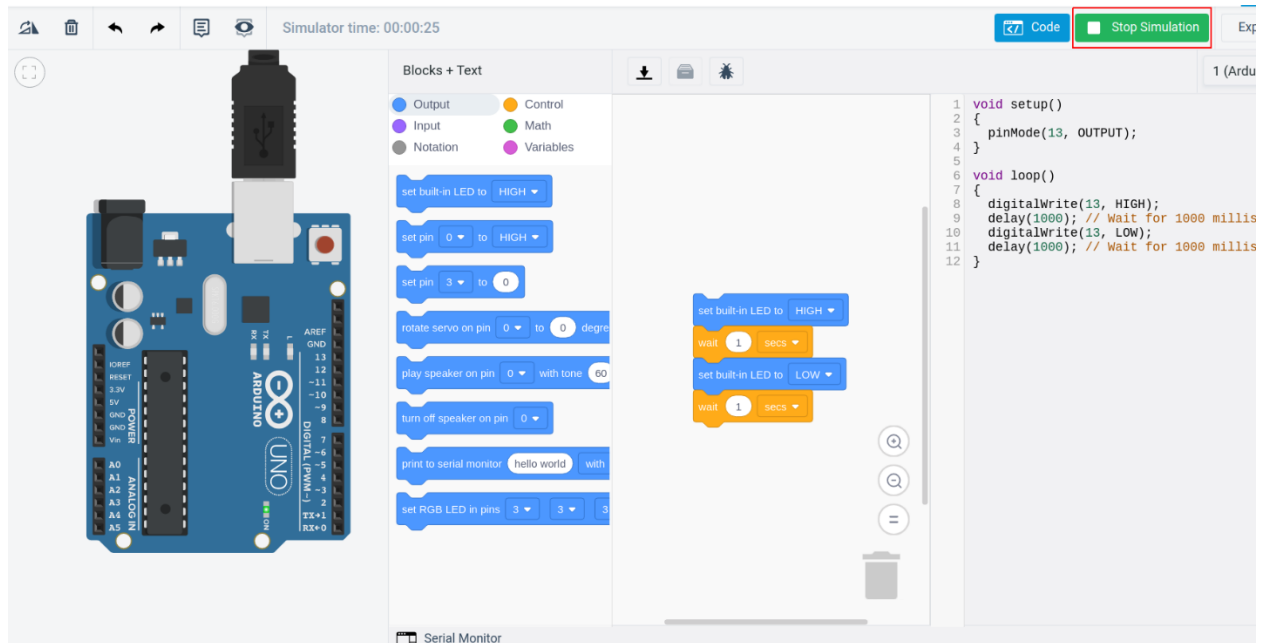 Simulator time: 00:00:25
Code
Stop Simulation
Exp
Blocks + Text
1 (Ardu
Output
Control
Input
Math
Notation
Variables
set built-in LED to HIGH
set pin 0 to HIGH
set pin 3 to 0
rotate servo on pin 0 to 0 degre
play speaker on pin 0 with tone 60
turn off speaker on pin 0
print to serial monitor hello world with
set RGB LED in pins 3 3 3
set built-in LED to HIGH
wait 1 secs
set built-in LED to LOW
wait 1 secs
1 void setup()
2 {
3 pinMode(13, OUTPUT);
4 }
5
6 void loop()
7 {
8 digitalWrite(13, HIGH);
9 delay(1000); // Wait for 1000 millis
10 digitalWrite(13, LOW);
11 delay(1000); // Wait for 1000 millis
12 }
AREF
GND
13
12
~11
~10
~9
8
7
~6
~5
4
~3
2
TX→1
RX←0
DIGITAL (PWM~)
IOREF
RESET
3.3V
5V
GND
GND
Vin
POWER
A0
A1
A2
A3
A4
A5
ANALOG IN
RX
TX
L
ARDUINO
UNO
ON
Serial Monitor